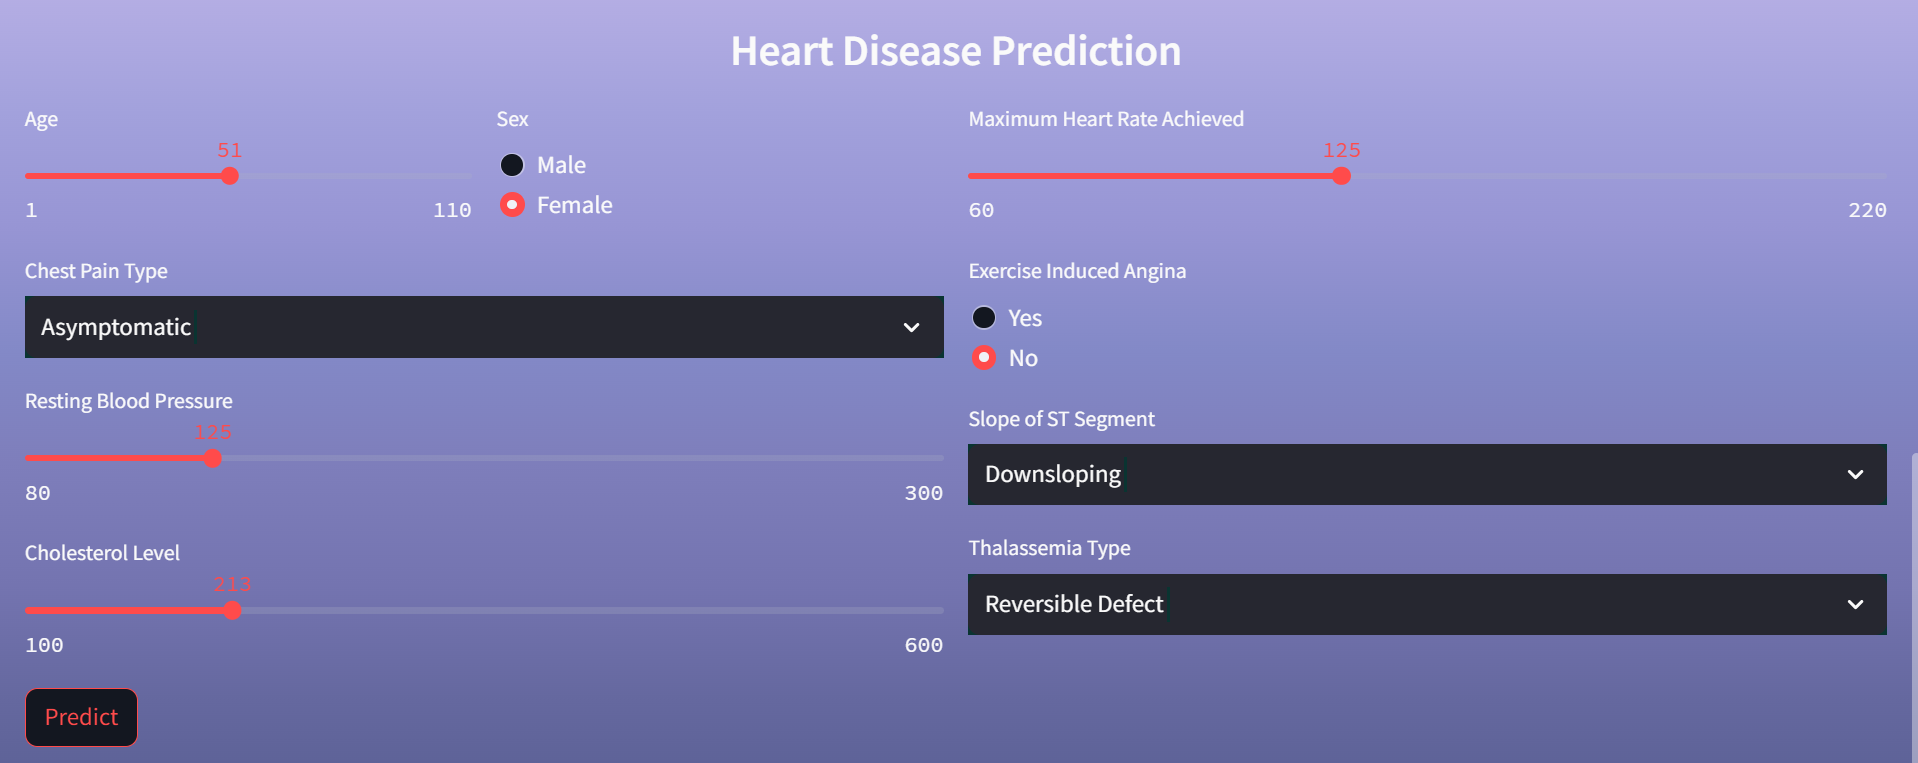 Heart Disease Prediction
Age
51
1 110
Sex
Male
Female
Chest Pain Type
Asymptomatic
Resting Blood Pressure
125
80 300
Cholesterol Level
213
100 600
Predict
Maximum Heart Rate Achieved
125
60 220
Exercise Induced Angina
Yes
No
Slope of ST Segment
Downsloping
Thalassemia Type
Reversible Defect